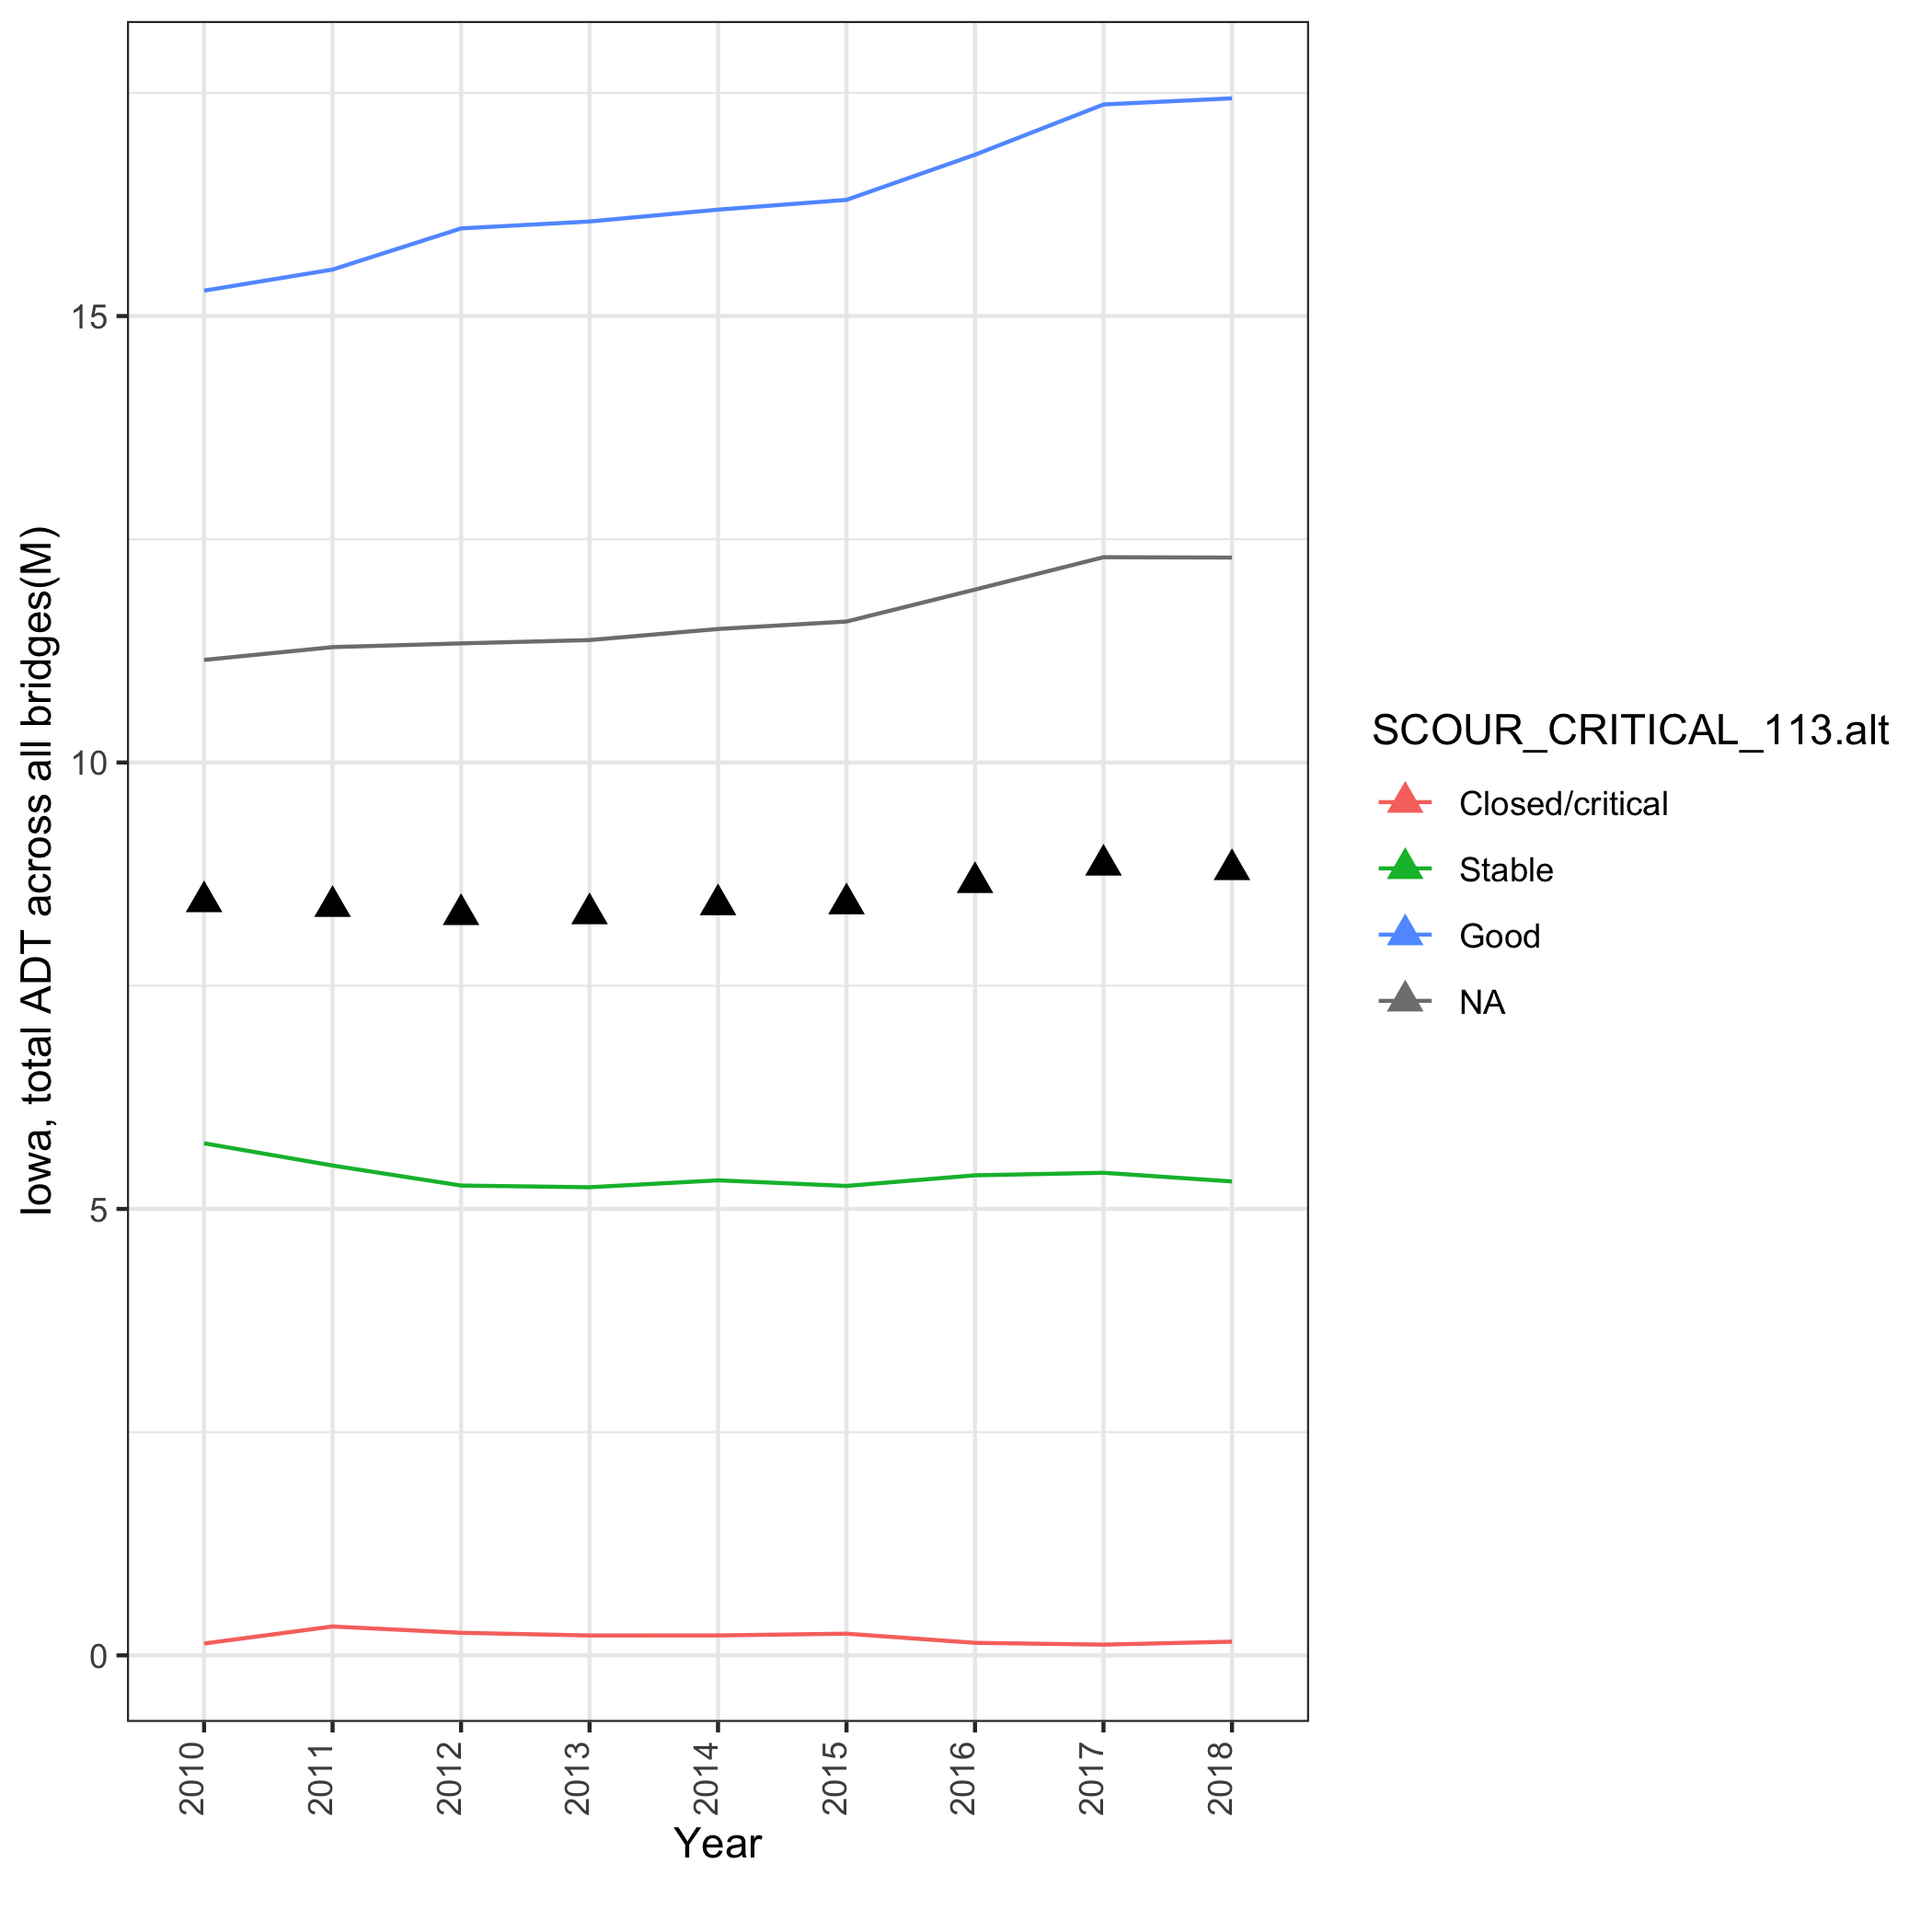 Iowa, total ADT across all bridges(M)
15
10
5
0
2010
2011
2012
2013
2014
2015
2016
2017
2018
Year
SCOUR_CRITICAL_113.alt
Closed/critical
Stable
Good
NA